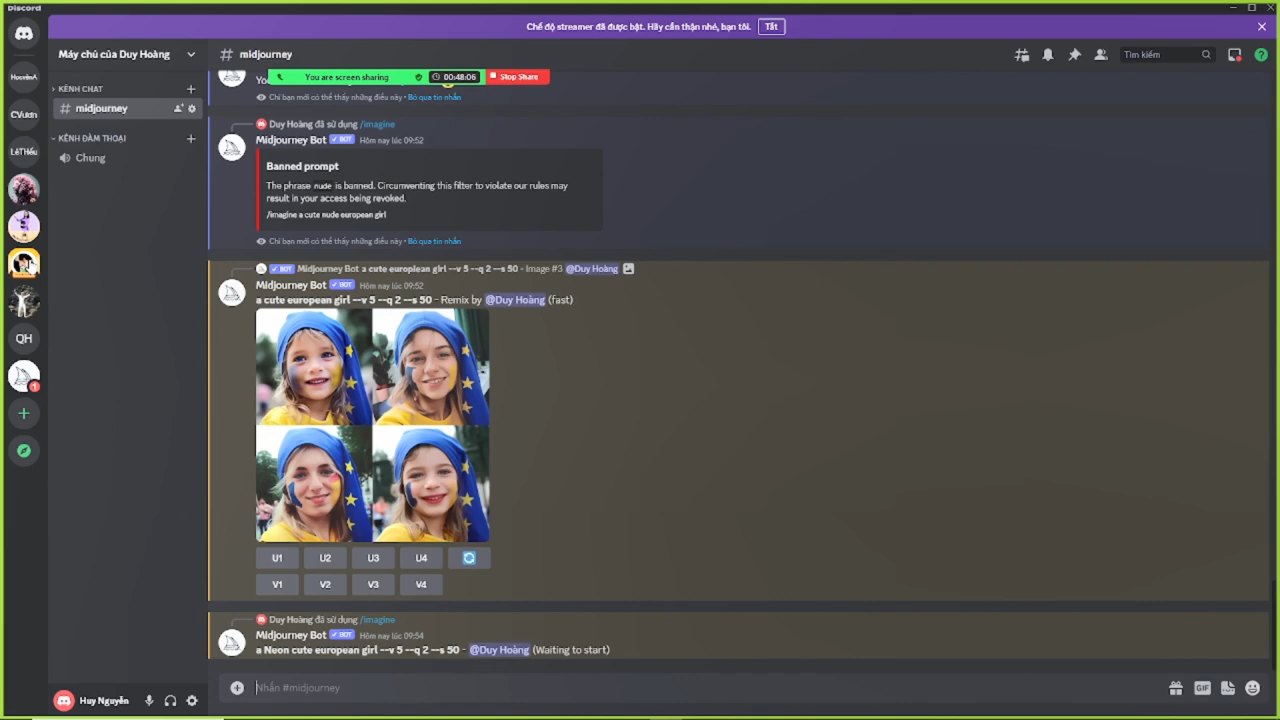 Discord
Chế độ streamer đã được bật. Hãy cẩn thận nhé, bạn tôi.
Tắt
Máy chủ của Duy Hoàng
midjourney
Tìm kiếm
KÊNH CHAT
midjourney
KÊNH ĐÀM THOẠI
Chung
CVươn
LêThếu
QH
1
You are screen sharing
00:48:06
Stop Share
Chỉ bạn mới có thể thấy những điều này • Bỏ qua tin nhắn
Duy Hoàng đã sử dụng /imagine
Midjourney Bot ✓ BOT Hôm nay lúc 09:52
Banned prompt
The phrase nude is banned. Circumventing this filter to violate our rules may
result in your access being revoked.
/imagine a cute nude european girl
Chỉ bạn mới có thể thấy những điều này • Bỏ qua tin nhắn
✓ BOT Midjourney Bot a cute european girl --v 5 --q 2 --s 50 - Image #3 @Duy Hoàng
Midjourney Bot ✓ BOT Hôm nay lúc 09:52
a cute european girl --v 5 --q 2 --s 50 - Remix by @Duy Hoàng (fast)
U1 U2 U3 U4
V1 V2 V3 V4
Duy Hoàng đã sử dụng /imagine
Midjourney Bot ✓ BOT Hôm nay lúc 09:54
a Neon cute european girl --v 5 --q 2 --s 50 - @Duy Hoàng (Waiting to start)
Huy Nguyễn
Nhắn #midjourney
GIF